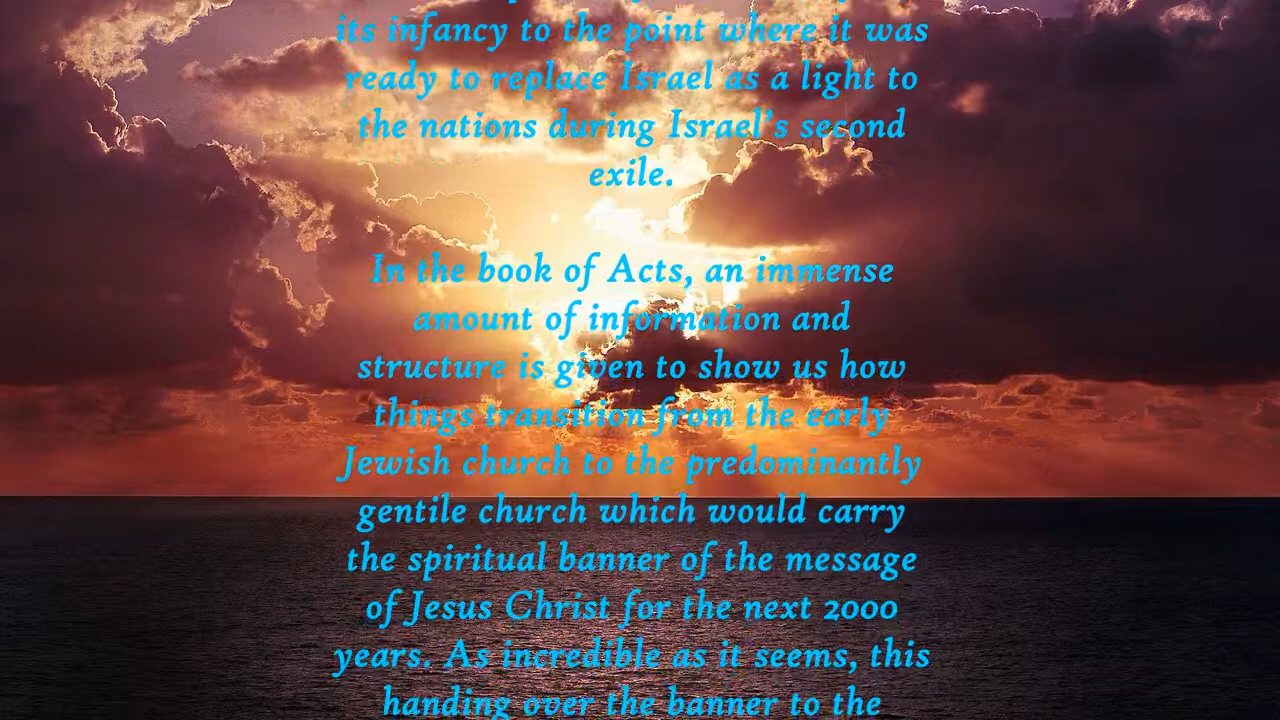 its infancy to the point where it was
ready to replace Israel as a light to
the nations during Israel's second
exile.
In the book of Acts, an immense
amount of information and
structure is given to show us how
things transition from the early
Jewish church to the predominantly
gentile church which would carry
the spiritual banner of the message
of Jesus Christ for the next 2000
years. As incredible as it seems, this
handing over the banner to the